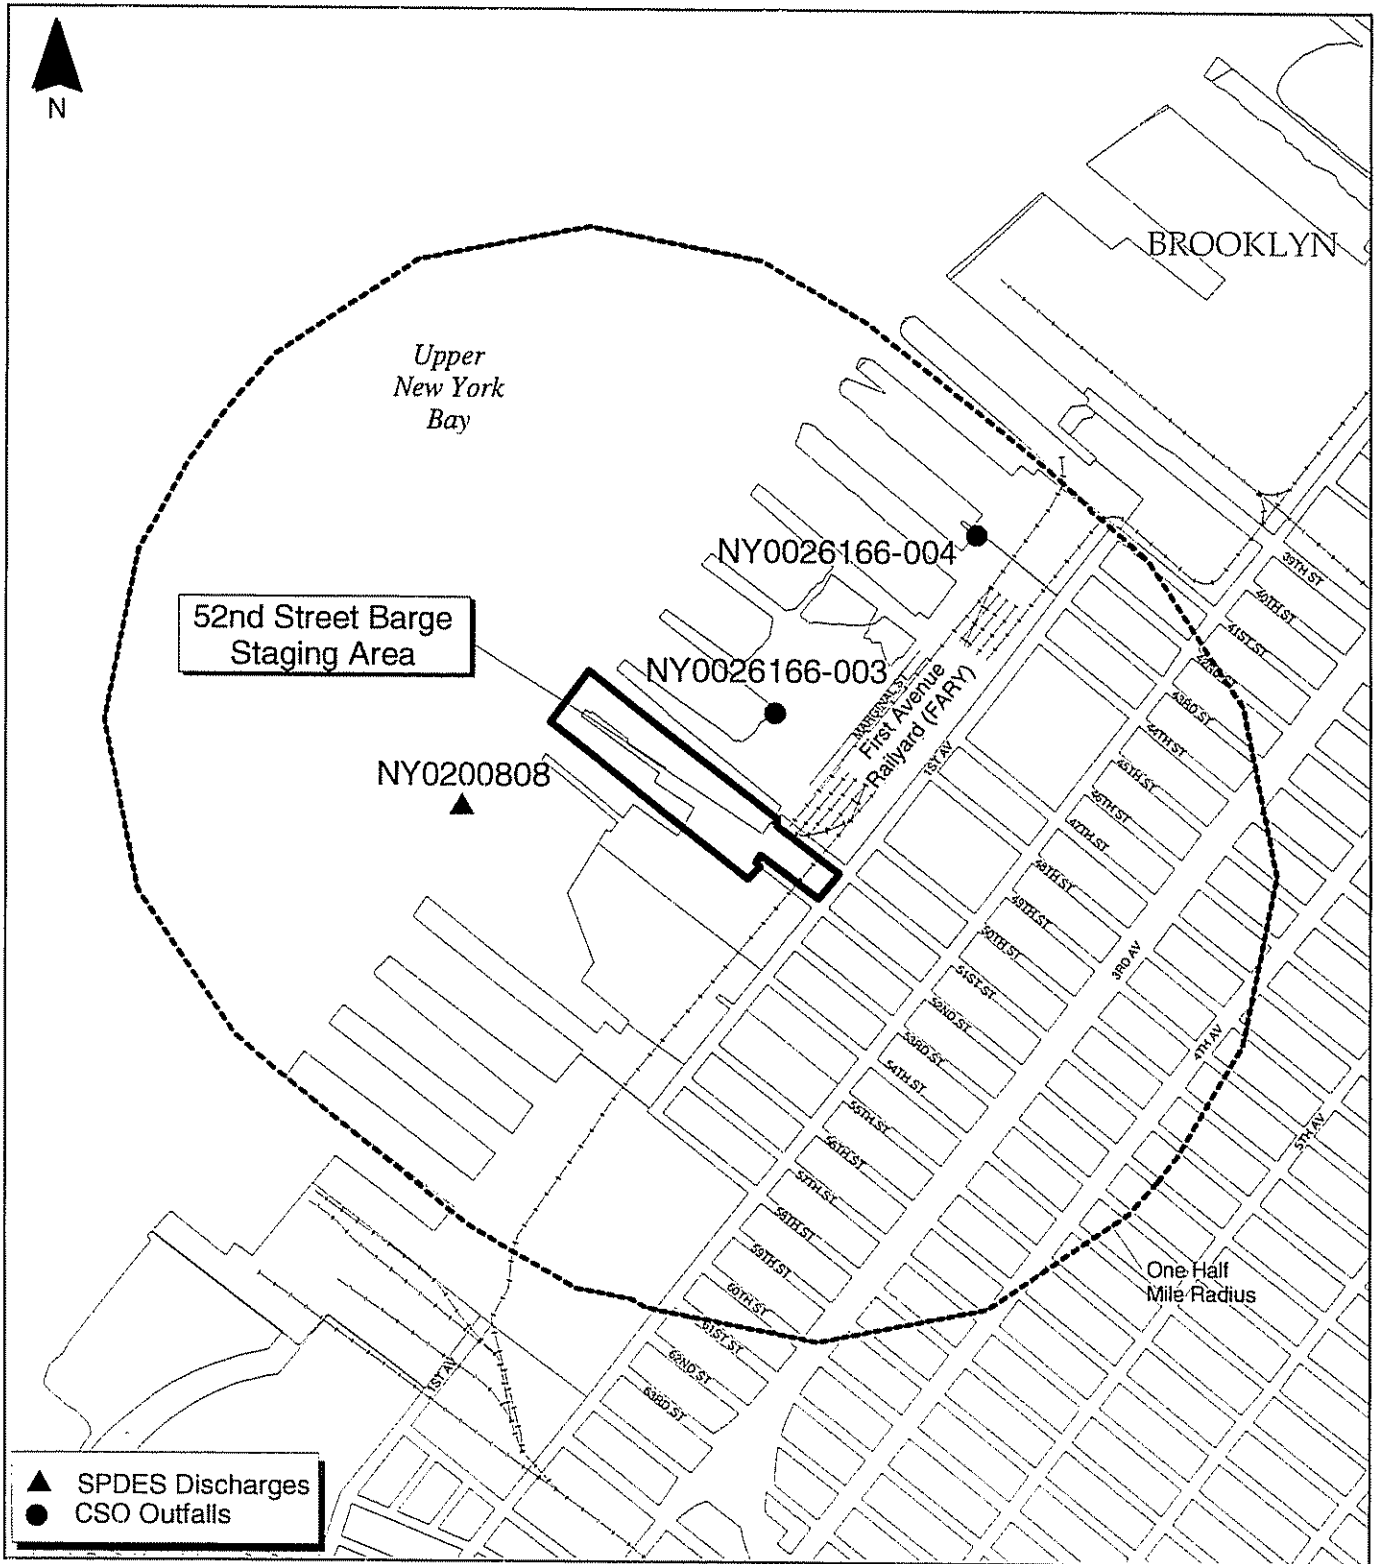 N
BROOKLYN
Upper
New York
Bay
NY0026166-004
39TH ST
40TH ST
41ST ST
42ND ST
43RD ST
44TH ST
45TH ST
46TH ST
47TH ST
48TH ST
49TH ST
50TH ST
51ST ST
52ND ST
53RD ST
54TH ST
55TH ST
56TH ST
57TH ST
58TH ST
59TH ST
60TH ST
61ST ST
62ND ST
63RD ST
52nd Street Barge
Staging Area
NY0026166-003
MARGINAL ST
First Avenue
Railyard (FARY)
1ST AV
NY0200808
3RD AV
4TH AV
5TH AV
One Half
Mile Radius
1ST AV
SPDES Discharges
CSO Outfalls